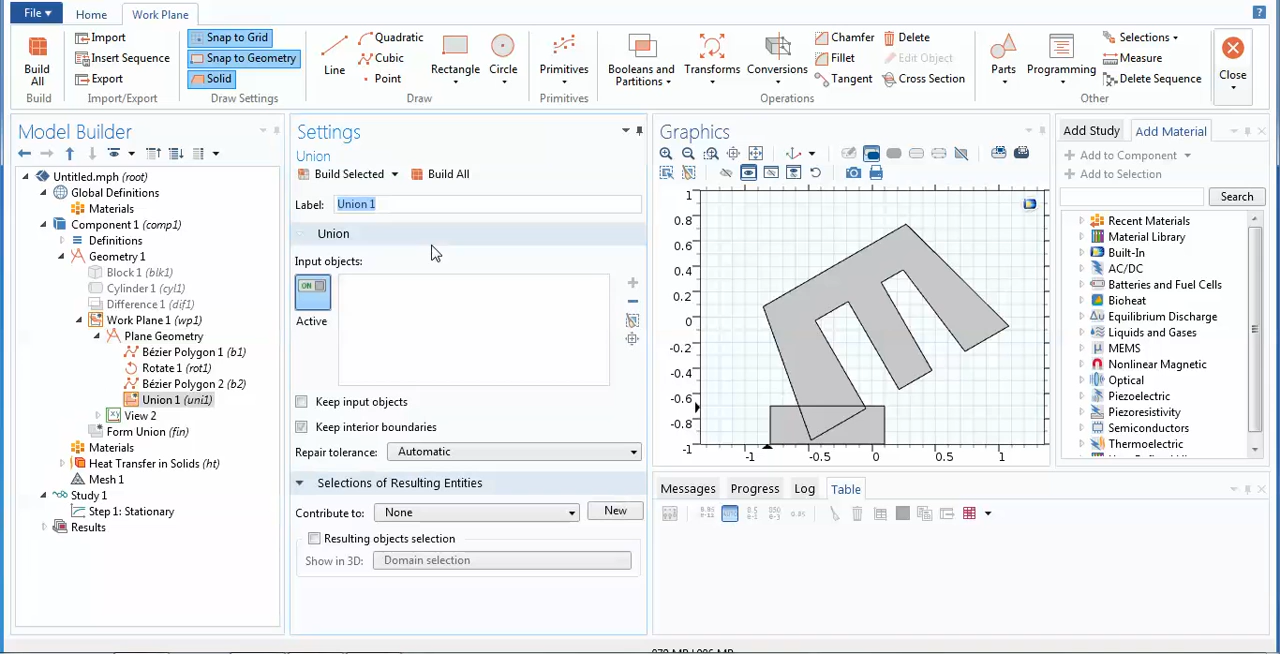 File ▾ Home Work Plane ?
Build All
Build
Import
Insert Sequence
Export
Import/Export
Snap to Grid
Snap to Geometry
Solid
Draw Settings
Line
Quadratic
Cubic
Point
Rectangle
Circle
Draw
Primitives
Primitives
Booleans and Partitions
Transforms
Conversions
Chamfer
Fillet
Tangent
Delete
Edit Object
Cross Section
Operations
Parts
Programming
Selections
Measure
Delete Sequence
Other
Close
Model Builder
Untitled.mph (root)
Global Definitions
Materials
Component 1 (comp1)
Definitions
Geometry 1
Block 1 (blk1)
Cylinder 1 (cyl1)
Difference 1 (dif1)
Work Plane 1 (wp1)
Plane Geometry
Bézier Polygon 1 (b1)
Rotate 1 (rot1)
Bézier Polygon 2 (b2)
Union 1 (uni1)
View 2
Form Union (fin)
Materials
Heat Transfer in Solids (ht)
Mesh 1
Study 1
Step 1: Stationary
Results
Settings
Union
Build Selected Build All
Label: Union 1
Union
Input objects:
ON
Active
Keep input objects
Keep interior boundaries
Repair tolerance: Automatic
Selections of Resulting Entities
Contribute to: None New
Resulting objects selection
Show in 3D: Domain selection
Graphics
1
0.8
0.6
0.4
0.2
0
-0.2
-0.4
-0.6
-0.8
-1
-1 -0.5 0 0.5 1
Messages Progress Log Table
Add Study Add Material
Add to Component
Add to Selection
Search
Recent Materials
Material Library
Built-In
AC/DC
Batteries and Fuel Cells
Bioheat
Equilibrium Discharge
Liquids and Gases
MEMS
Nonlinear Magnetic
Optical
Piezoelectric
Piezoresistivity
Semiconductors
Thermoelectric